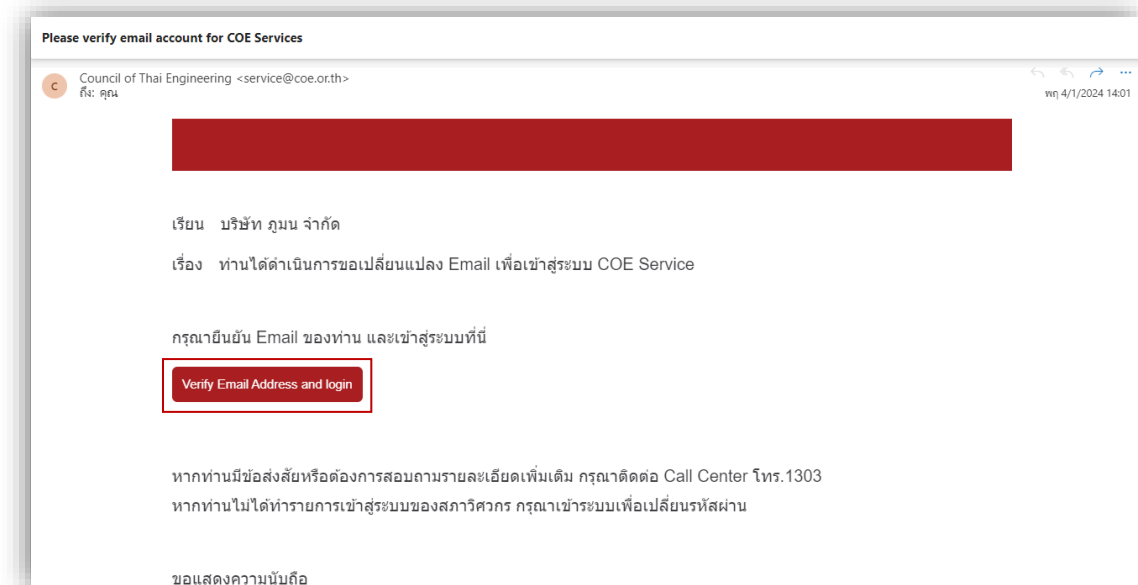 Please verify email account for COE Services
C
Council of Thai Engineering <service@coe.or.th>
ถึง: คุณ
พฤ 4/1/2024 14:01
เรียน บริษัท ภูมน จำกัด
เรื่อง ท่านได้ดำเนินการขอเปลี่ยนแปลง Email เพื่อเข้าสู่ระบบ COE Service
กรุณายืนยัน Email ของท่าน และเข้าสู่ระบบที่นี่
Verify Email Address and login
หากท่านมีข้อส่งสัยหรือต้องการสอบถามรายละเอียดเพิ่มเติม กรุณาติดต่อ Call Center โทร.1303
หากท่านไม่ได้ทำรายการเข้าสู่ระบบของสภาวิศวกร กรุณาเข้าระบบเพื่อเปลี่ยนรหัสผ่าน
ขอแสดงความนับถือ